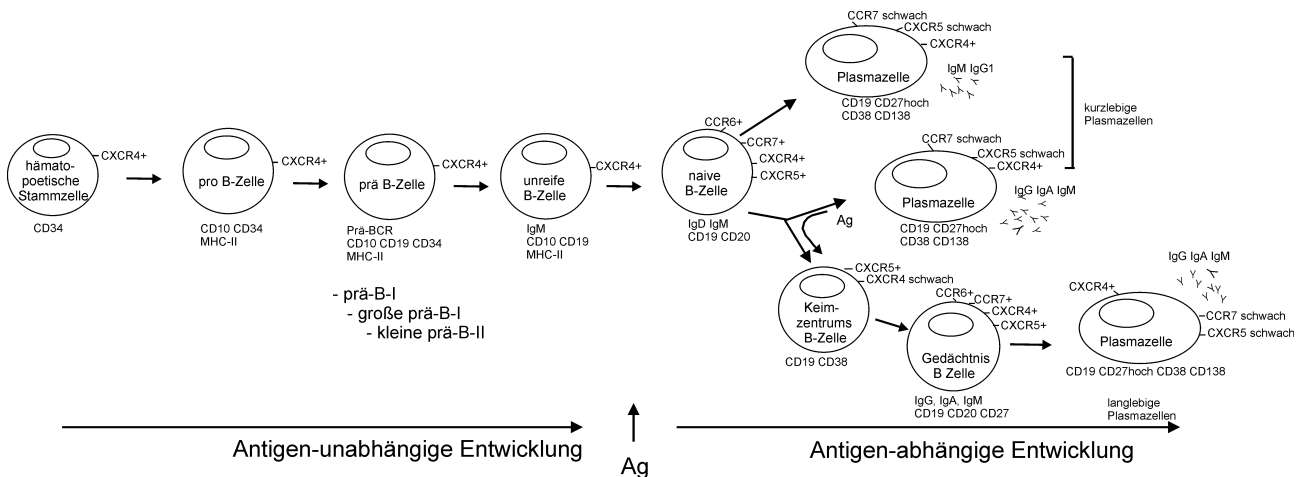 CCR7 schwach
CXCR5 schwach
CXCR4+
Plasmazelle
IgM IgG1
CD19 CD27hoch
CD38 CD138
kurzlebige
Plasmazellen
CXCR4+
hämato-
poetische
Stammzelle
CD34
CXCR4+
pro B-Zelle
CD10 CD34
MHC-II
CXCR4+
prä B-Zelle
Prä-BCR
CD10 CD19 CD34
MHC-II
- prä-B-I
- große prä-B-I
- kleine prä-B-II
CXCR4+
unreife
B-Zelle
IgM
CD10 CD19
MHC-II
CCR6+
CCR7+
CXCR4+
CXCR5+
naive
B-Zelle
IgD IgM
CD19 CD20
Ag
CCR7 schwach
CXCR5 schwach
CXCR4+
Plasmazelle
IgG IgA IgM
CD19 CD27hoch
CD38 CD138
CXCR5+
CXCR4 schwach
Keim-
zentrums
B-Zelle
CD19 CD38
CCR6+
CCR7+
CXCR4+
CXCR5+
Gedächtnis
B Zelle
IgG, IgA, IgM
CD19 CD20 CD27
IgG IgA IgM
CXCR4+
CCR7 schwach
CXCR5 schwach
Plasmazelle
CD19 CD27hoch CD38 CD138
langlebige
Plasmazellen
Antigen-unabhängige Entwicklung
Ag
Antigen-abhängige Entwicklung